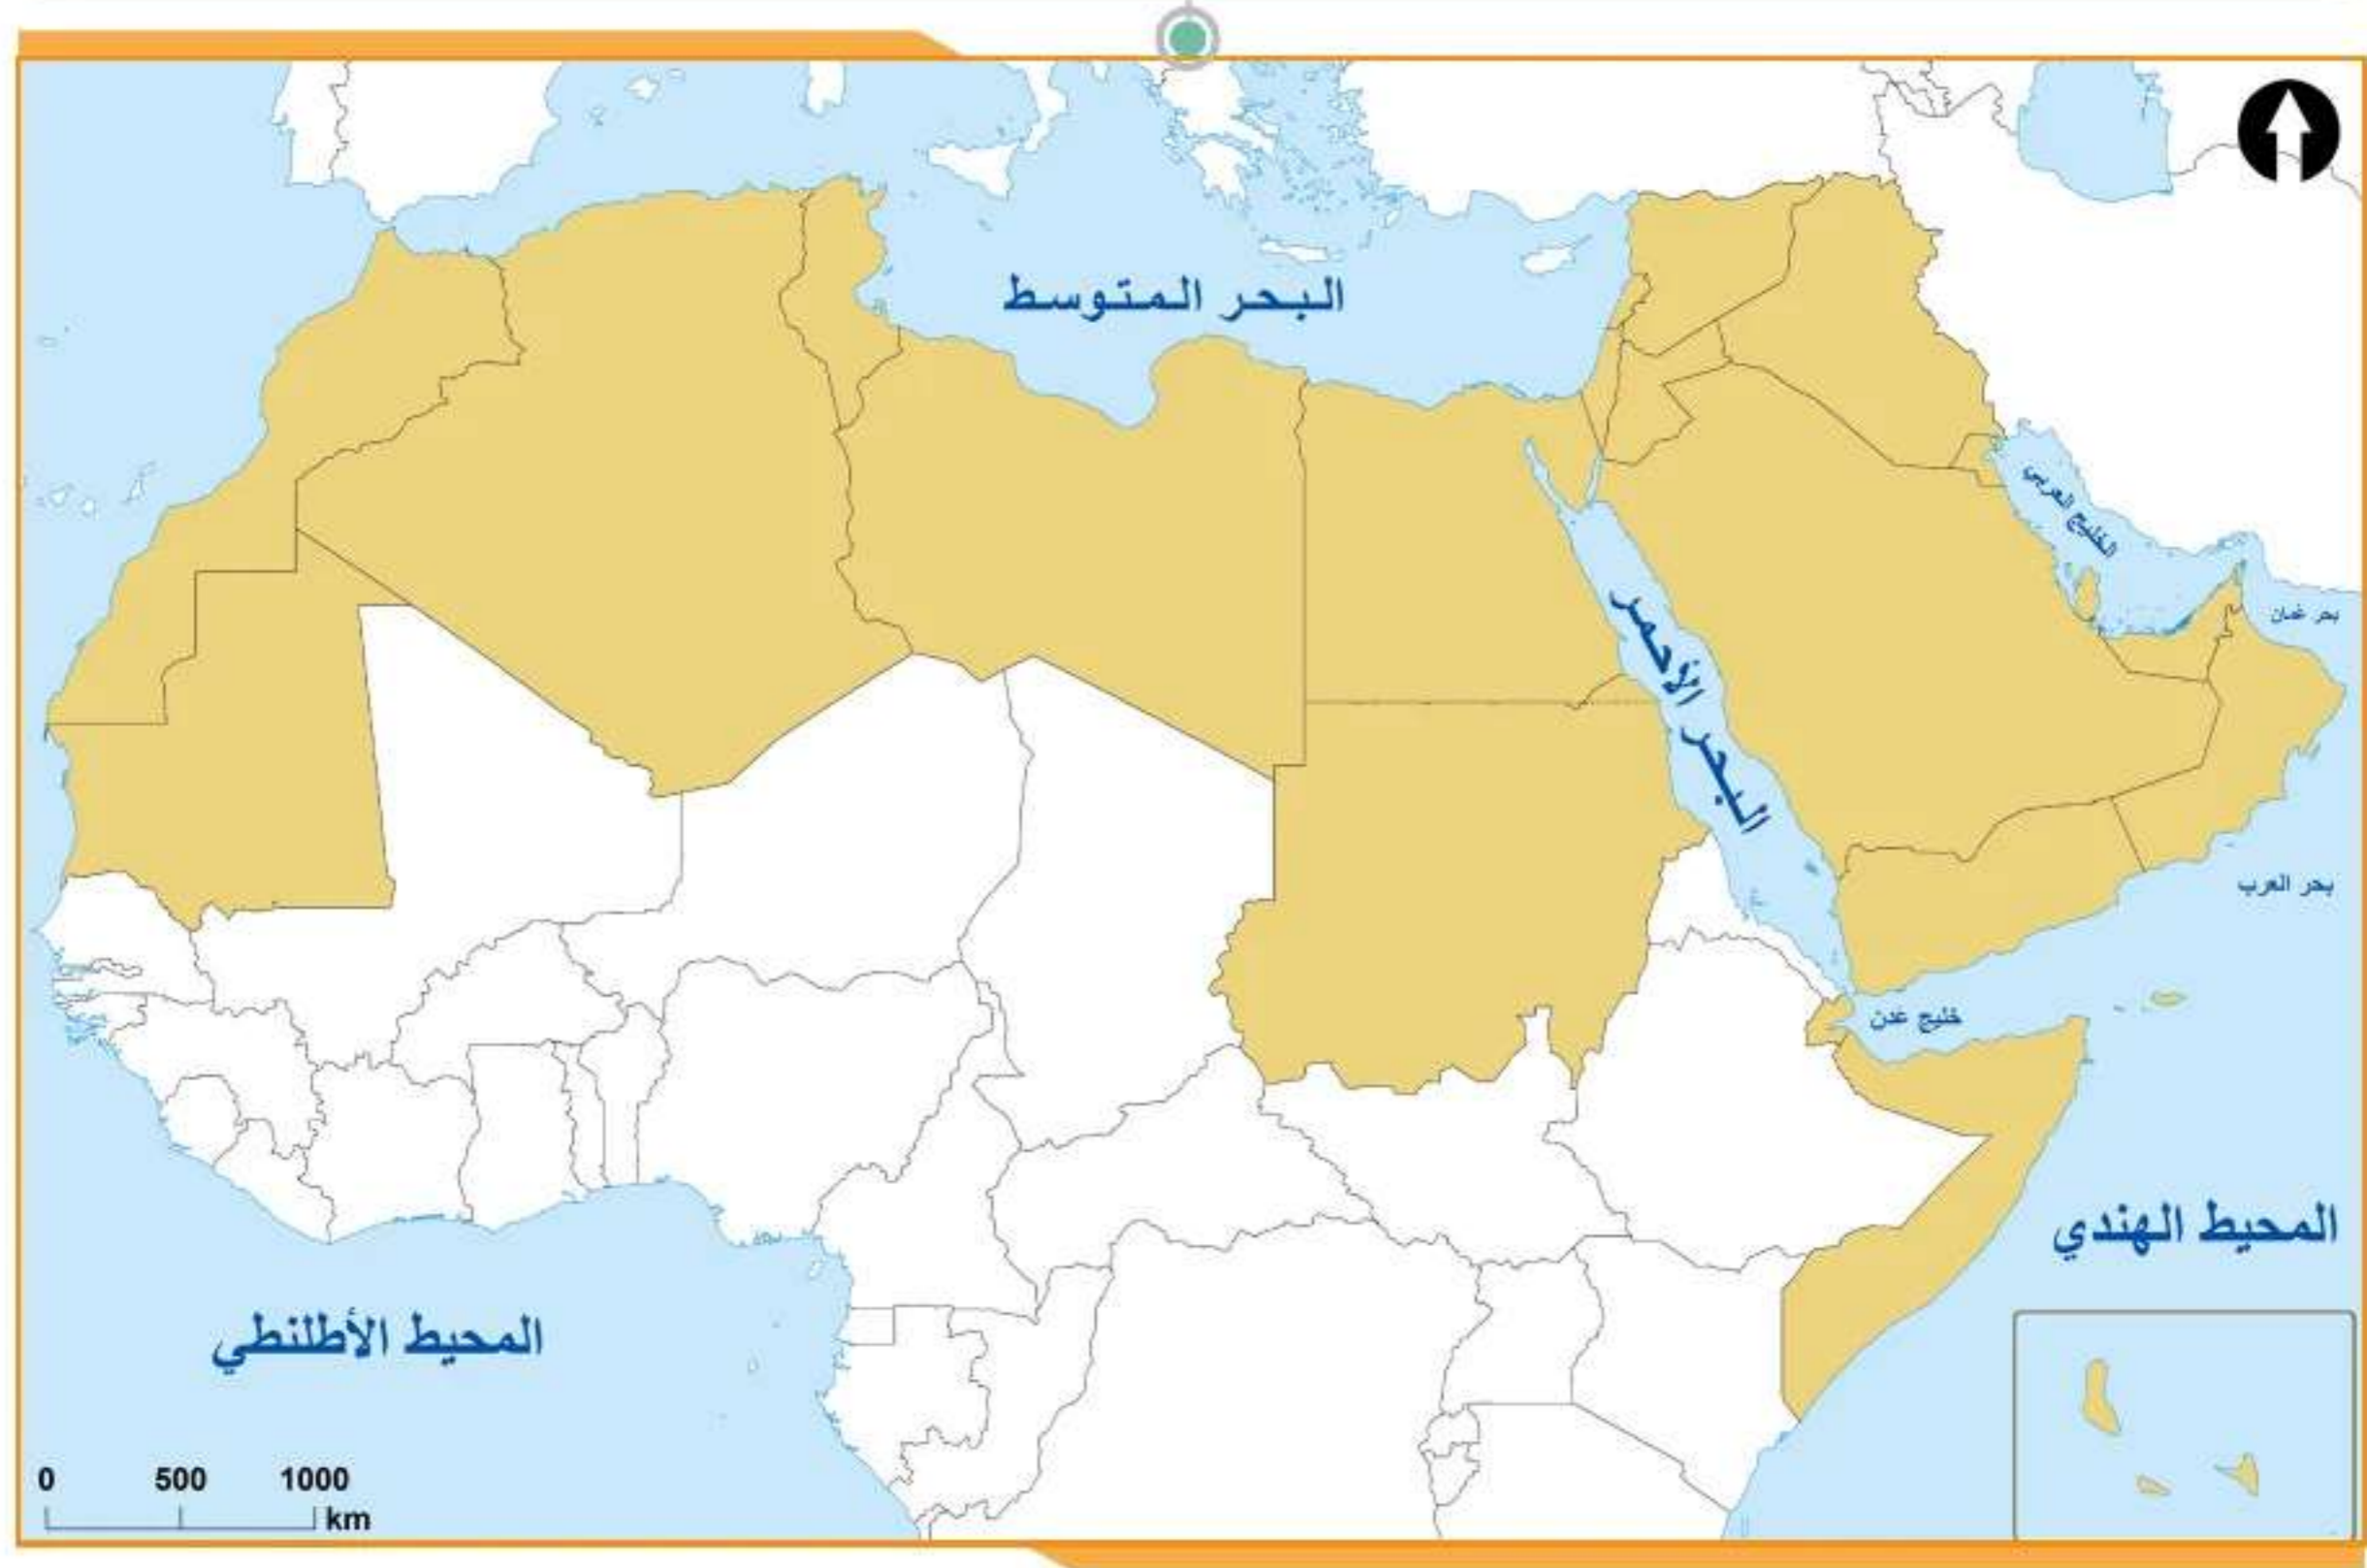 البحر المتوسط
الخليج العربي
بحر عمان
البحر الأحمر
بحر العرب
خليج عدن
المحيط الهندي
المحيط الأطلنطي
0 500 1000
km